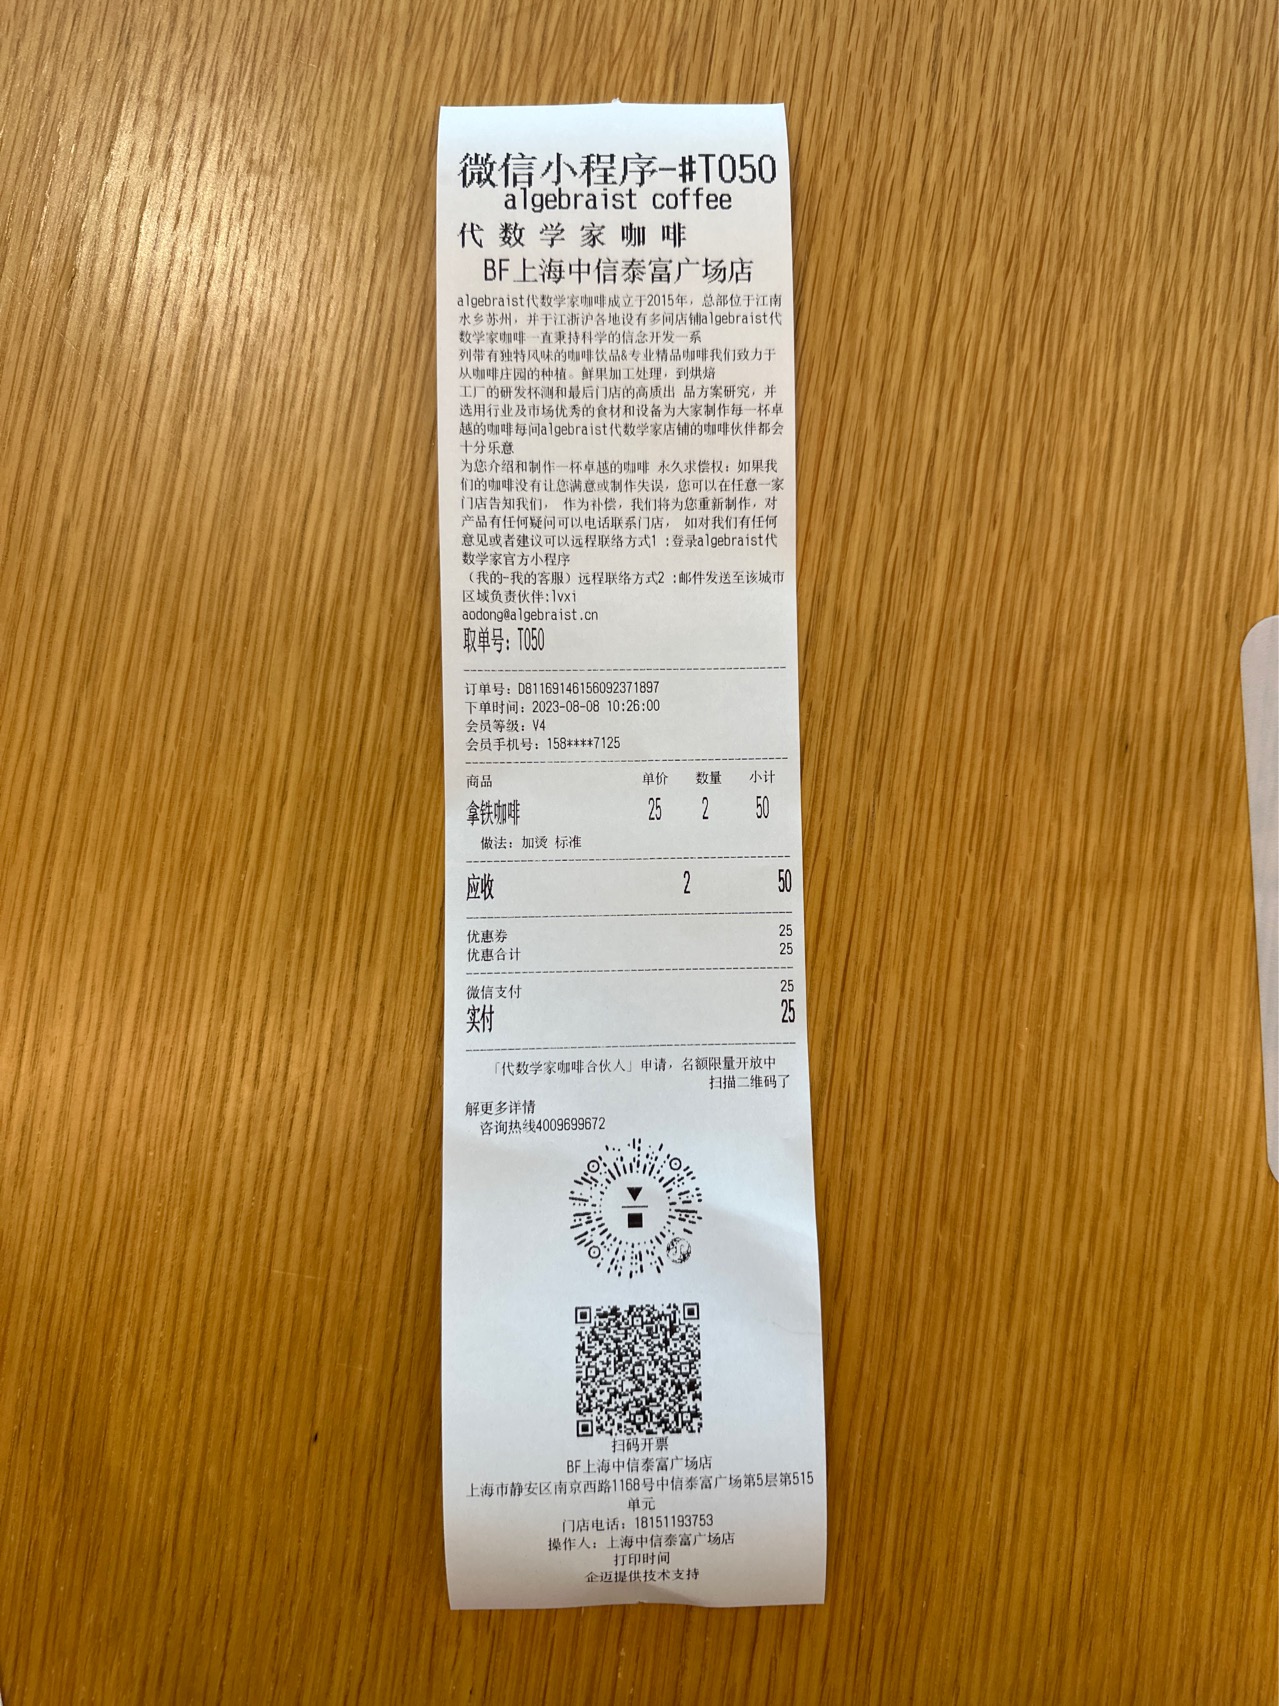 微信小程序-#T050
algebraist coffee
代数学家咖啡
BF上海中信泰富广场店
algebraist代数学家咖啡成立于2015年，总部位于江南
水乡苏州，并于江浙沪各地设有多间店铺algebraist代
数学家咖啡一直秉持科学的信念开发一系
列带有独特风味的咖啡饮品&专业精品咖啡我们致力于
从咖啡庄园的种植。鲜果加工处理，到烘焙
工厂的研发杯测和最后门店的高质出 品方案研究，并
选用行业及市场优秀的食材和设备为大家制作每一杯卓
越的咖啡每间algebraist代数学家店铺的咖啡伙伴都会
十分乐意
为您介绍和制作一杯卓越的咖啡 永久求偿权：如果我
们的咖啡没有让您满意或制作失误，您可以在任意一家
门店告知我们， 作为补偿，我们将为您重新制作，对
产品有任何疑问可以电话联系门店， 如对我们有任何
意见或者建议可以远程联络方式1 :登录algebraist代
数学家官方小程序
（我的-我的客服）远程联络方式2 :邮件发送至该城市
区域负责伙伴:lvxi
aodong@algebraist.cn
取单号：T050
订单号：D81169146156092371897
下单时间：2023-08-08 10:26:00
会员等级：V4
会员手机号：158****7125
商品 单价 数量 小计
拿铁咖啡 25 2 50
做法：加烫 标准
应收 2 50
优惠券 25
优惠合计 25
微信支付 25
实付 25
「代数学家咖啡合伙人」申请，名额限量开放中
扫描二维码了
解更多详情
咨询热线4009699672
扫码开票
BF上海中信泰富广场店
上海市静安区南京西路1168号中信泰富广场第5层第515
单元
门店电话：18151193753
操作人：上海中信泰富广场店
打印时间
企迈提供技术支持